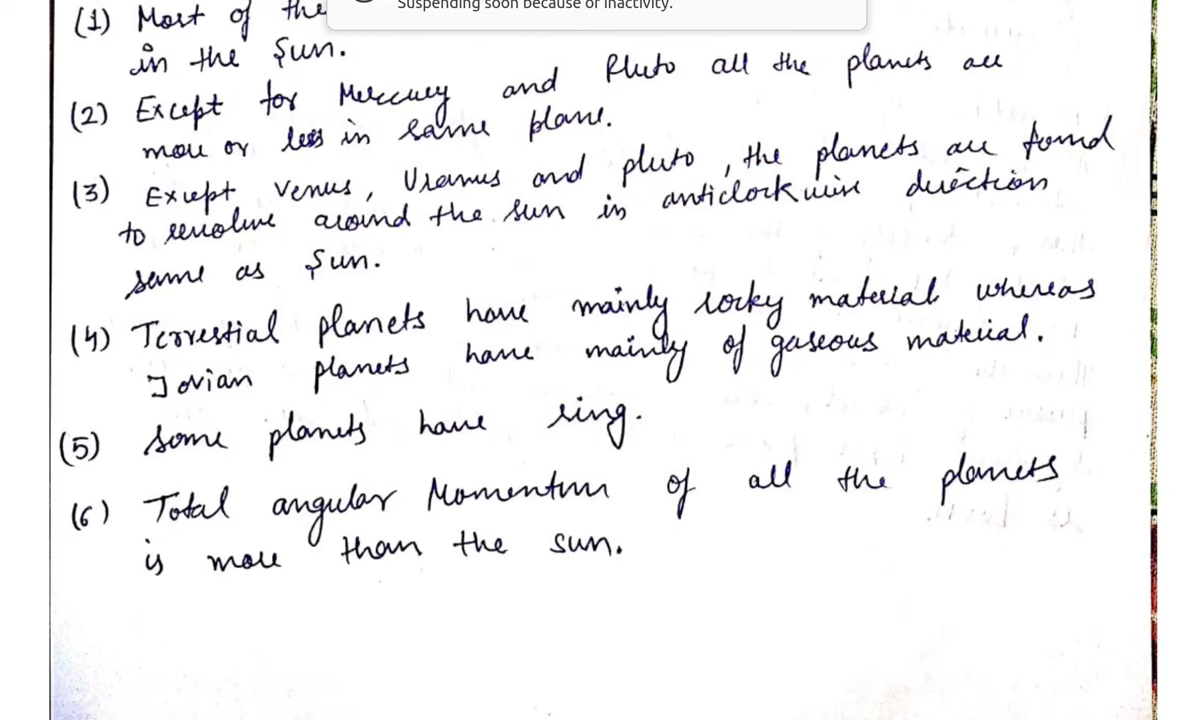 Suspending soon because of inactivity.
(1) Most of the
in the Sun.
(2) Except for Mercury and Pluto all the planets are
more or less in same plane.
(3) Except Venus, Uranus and pluto, the planets are found
to revolve around the sun in anticlockwise direction
same as Sun.
(4) Terrestial planets have mainly rocky material whereas
Jovian planets have mainly of gaseous material.
(5) Some planets have ring.
(6) Total angular Momentum of all the planets
is more than the sun.